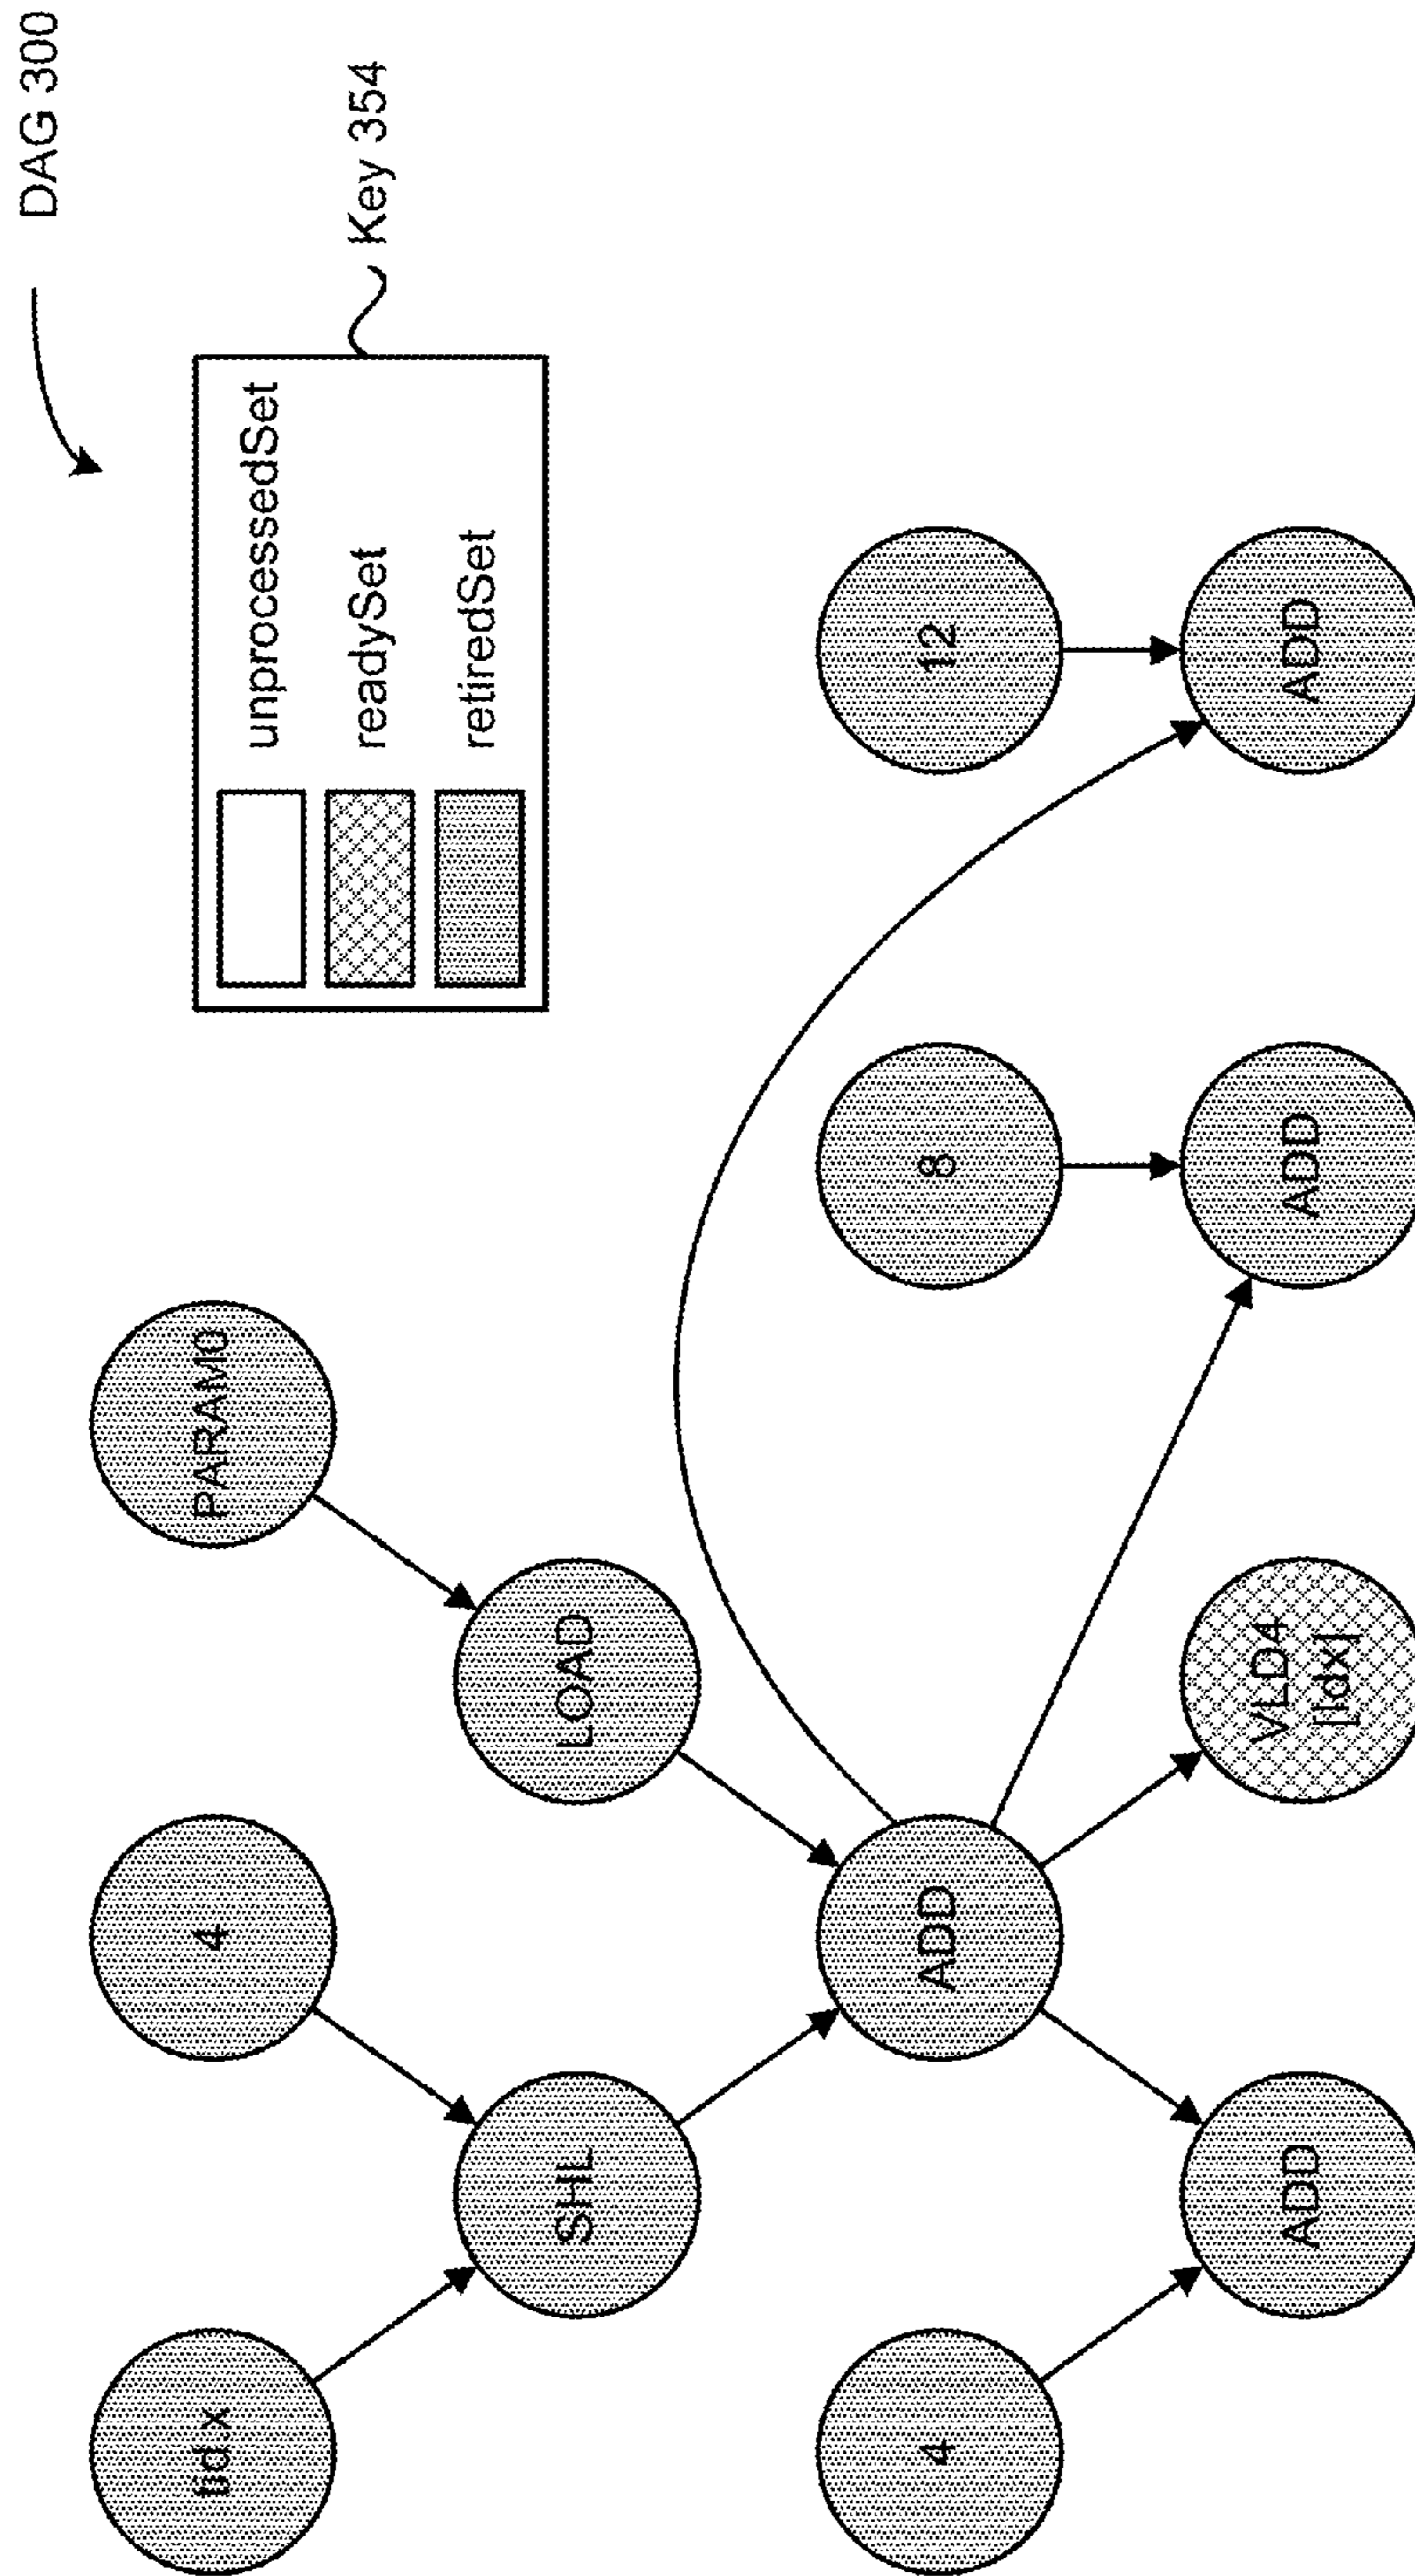 DAG 300
unprocessedSet
readySet
retiredSet
Key 354
tid.x
4
PARAM0
SHL
LOAD
4
ADD
8
12
ADD
VLD4
[Idx]
ADD
ADD